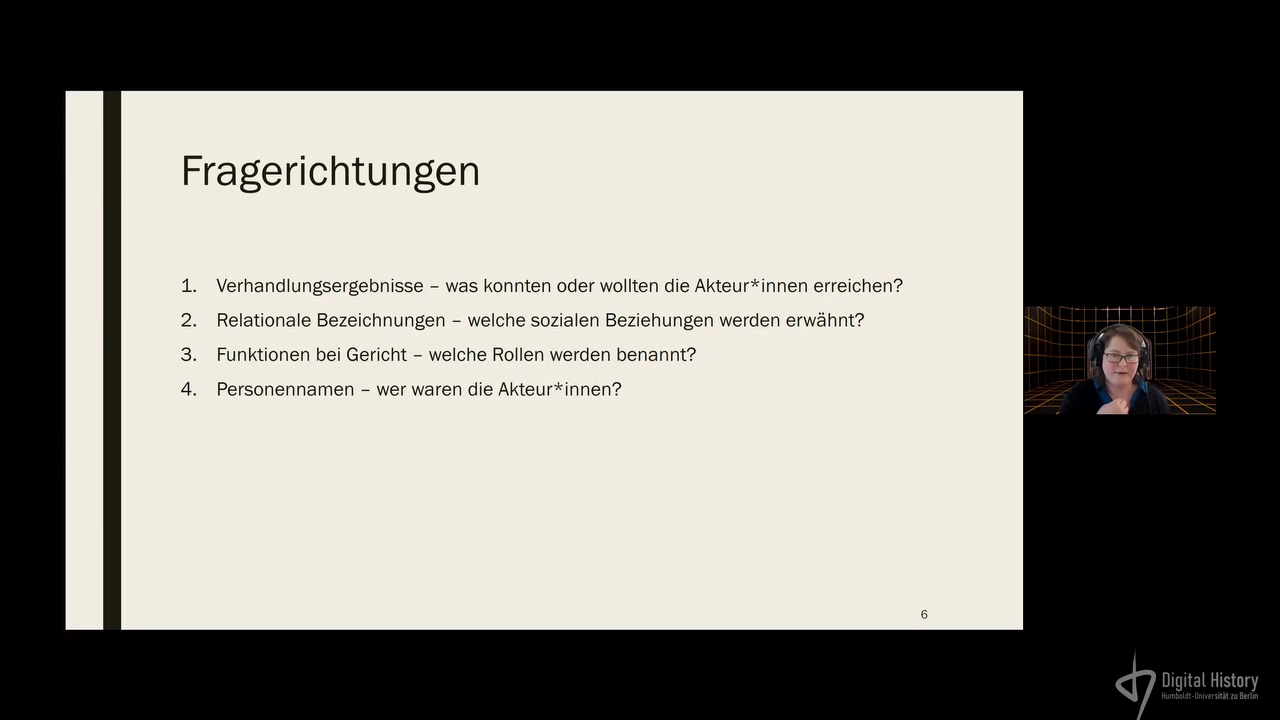 Fragerichtungen
1. Verhandlungsergebnisse – was konnten oder wollten die Akteur*innen erreichen?
2. Relationale Bezeichnungen – welche sozialen Beziehungen werden erwähnt?
3. Funktionen bei Gericht – welche Rollen werden benannt?
4. Personennamen – wer waren die Akteur*innen?
6
Digital History
Humboldt-Universität zu Berlin